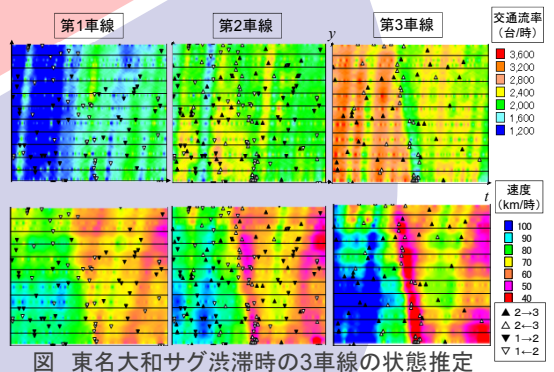 第1車線
第2車線
第3車線
交通流率
(台/時)
y
3,600
3,200
2,800
2,400
2,000
1,600
1,200
t
速度
(km/時)
100
90
80
70
60
50
40
▲ 2→3
△ 2←3
▼ 1→2
▽ 1←2
図 東名大和サグ渋滞時の3車線の状態推定